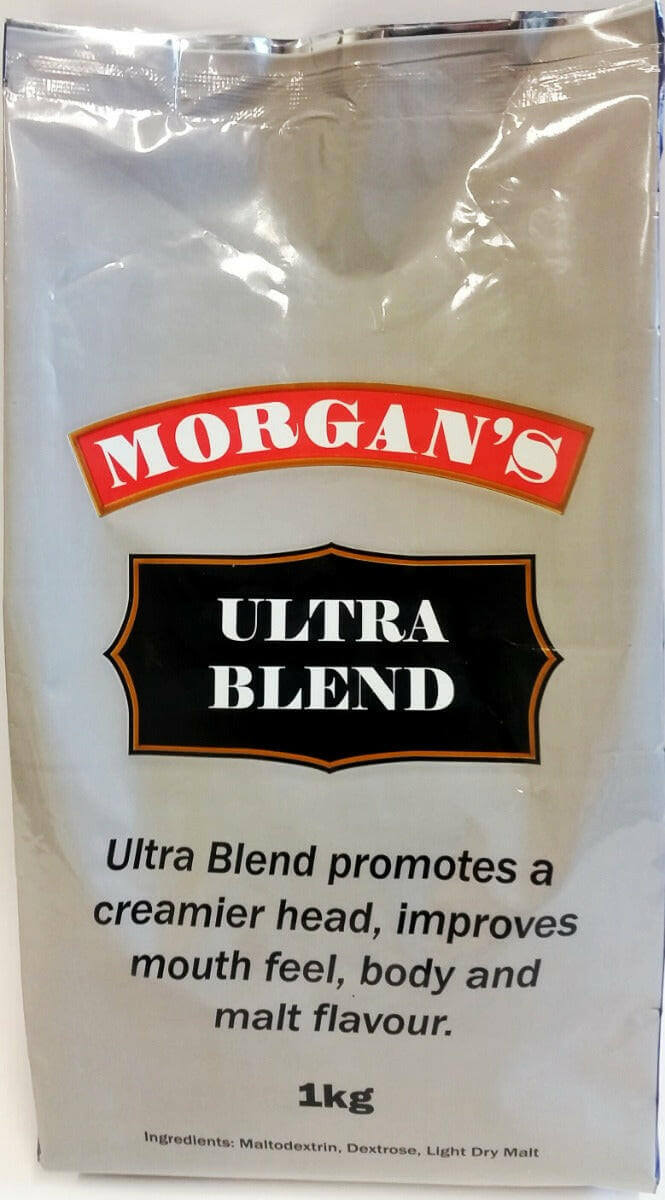 MORGAN'S
ULTRA
BLEND
Ultra Blend promotes a
creamier head, improves
mouth feel, body and
malt flavour.
1kg
Ingredients: Maltodextrin, Dextrose, Light Dry Malt